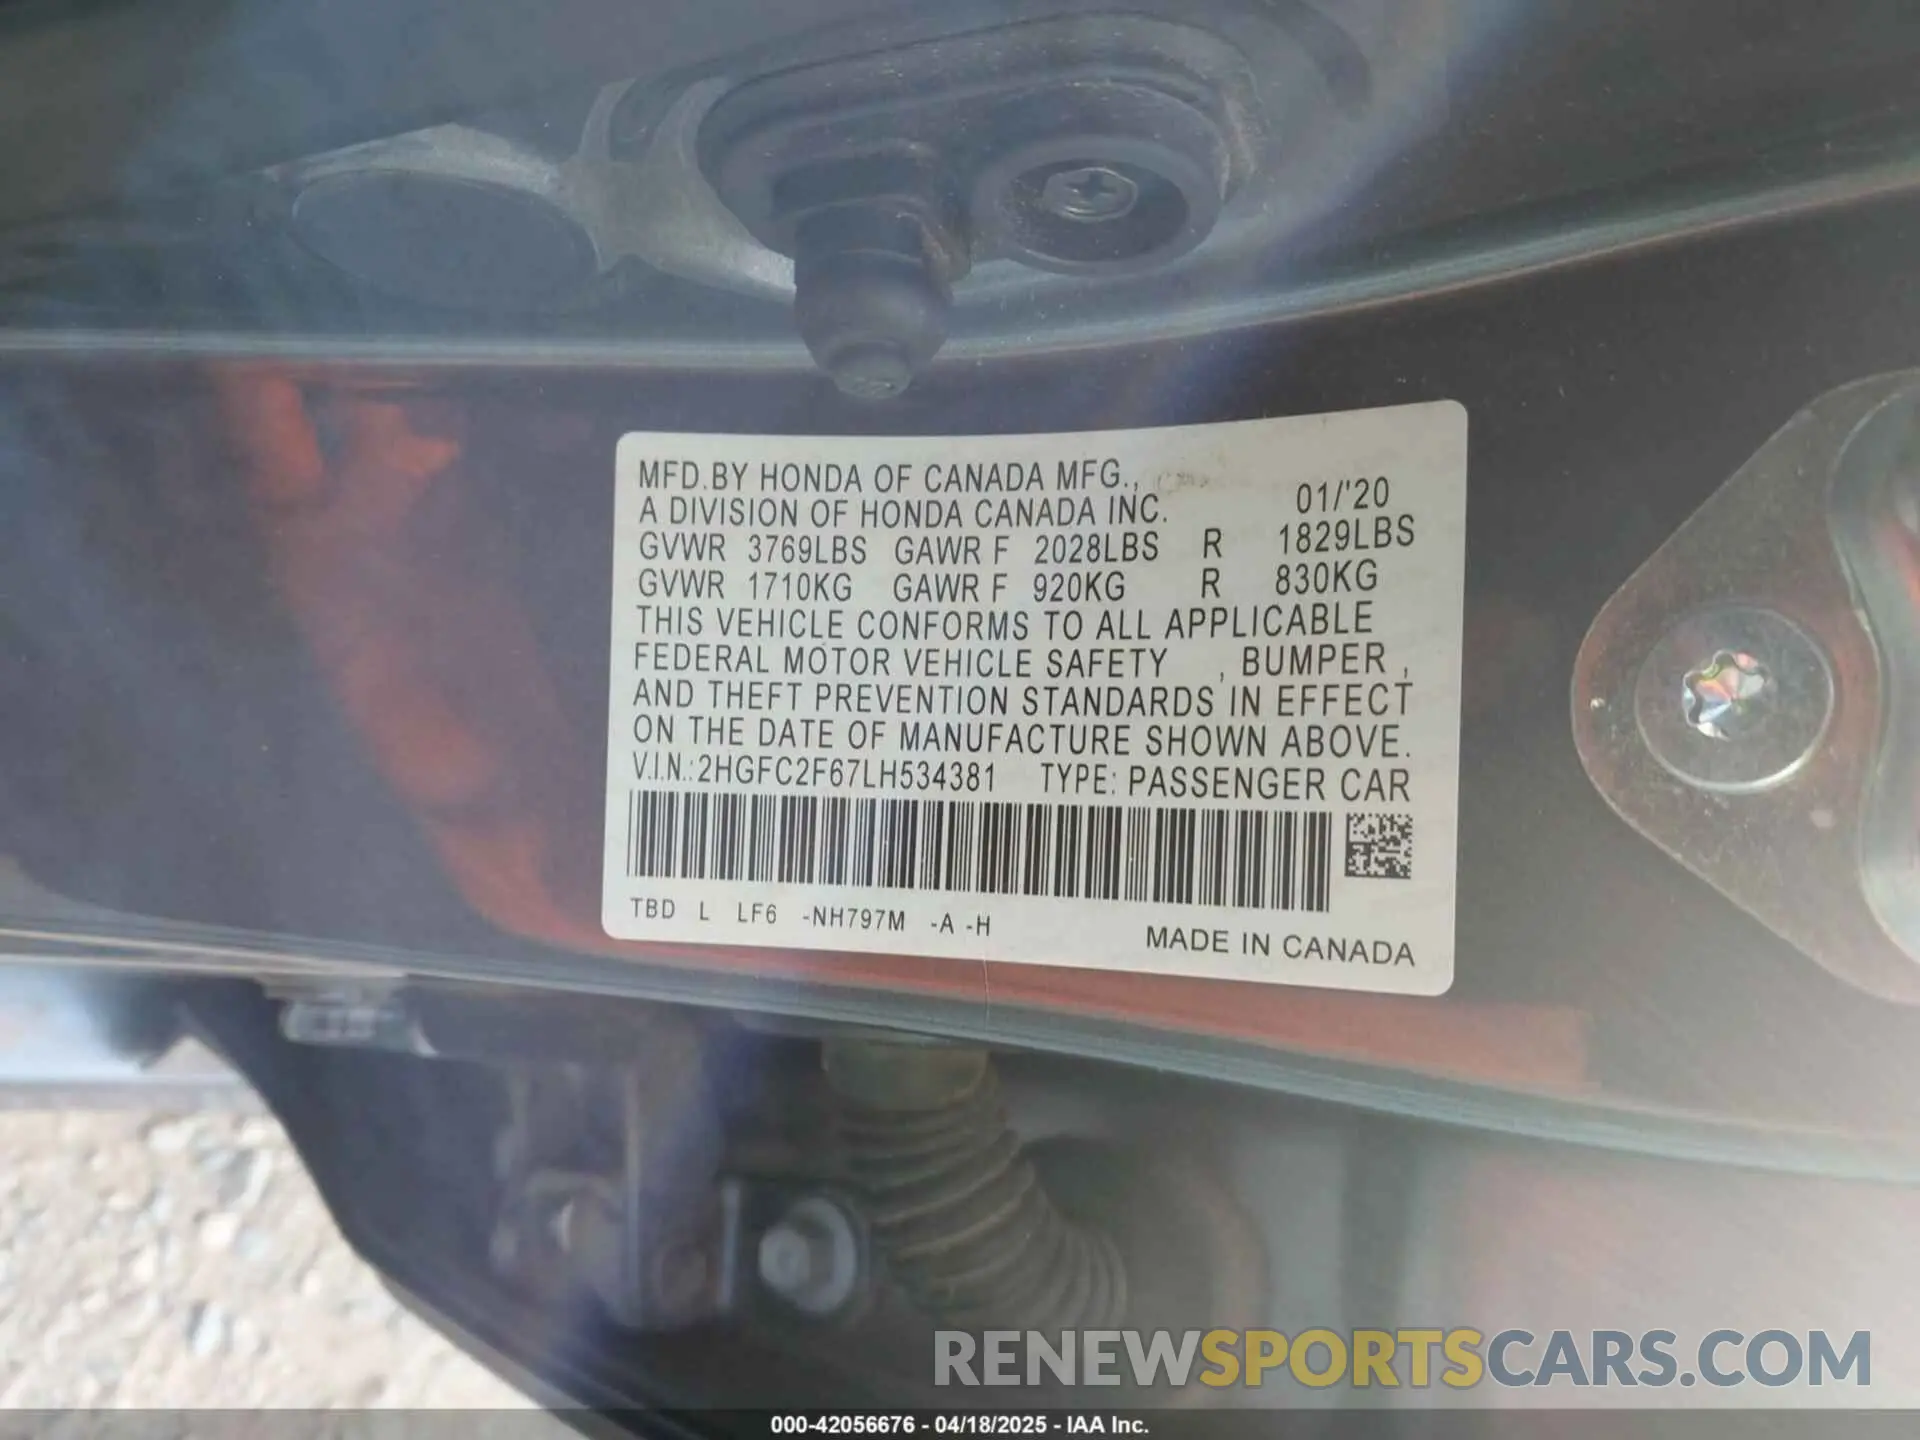 MFD.BY HONDA OF CANADA MFG.,
A DIVISION OF HONDA CANADA INC. 01/'20
GVWR 3769LBS GAWR F 2028LBS R 1829LBS
GVWR 1710KG GAWR F 920KG R 830KG
THIS VEHICLE CONFORMS TO ALL APPLICABLE
FEDERAL MOTOR VEHICLE SAFETY , BUMPER ,
AND THEFT PREVENTION STANDARDS IN EFFECT
ON THE DATE OF MANUFACTURE SHOWN ABOVE.
V.I.N.:2HGFC2F67LH534381 TYPE: PASSENGER CAR
TBD L LF6 -NH797M -A -H
MADE IN CANADA
RENEWSPORTSCARS.COM
000-42056676 - 04/18/2025 - IAA Inc.